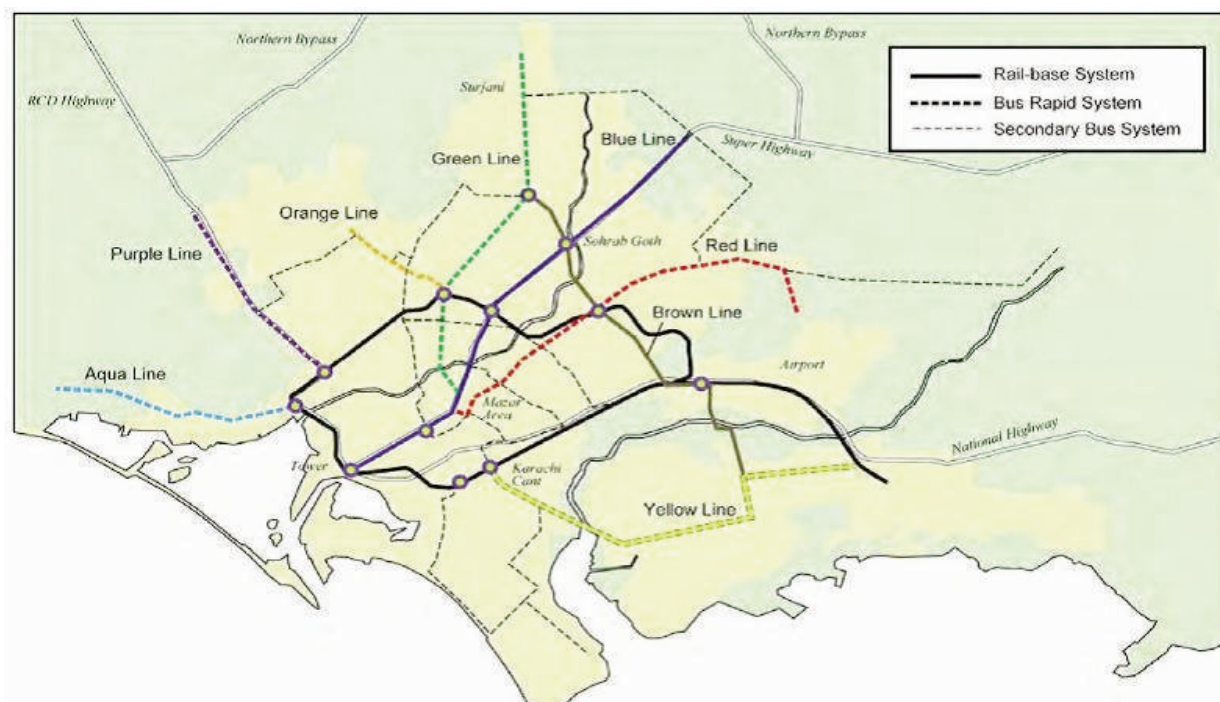 Northern Bypass
Northern Bypass
RCD Highway
Surjani
Blue Line
Super Highway
Green Line
Orange Line
Sohrab Goth
Red Line
Purple Line
Brown Line
Airport
Aqua Line
Mazar
Area
National Highway
Tower
Karachi
Cant
Yellow Line
Rail-base System
Bus Rapid System
Secondary Bus System